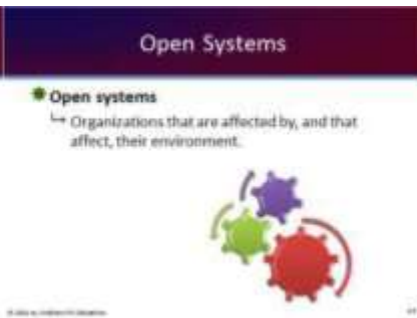 Open Systems
Open systems
Organizations that are affected by, and that
affect, their environment.